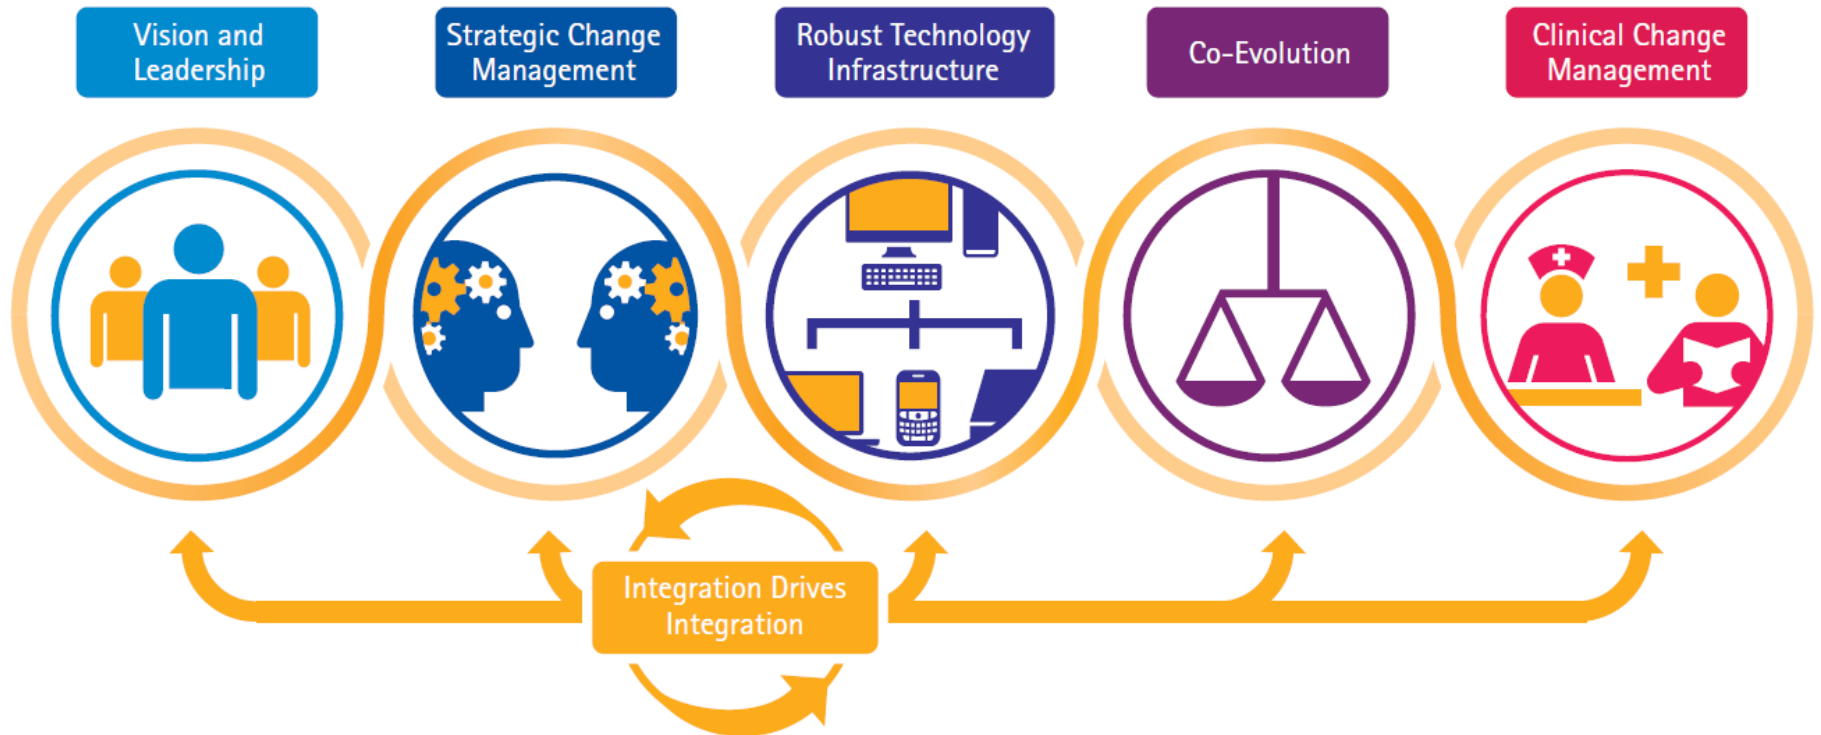 Vision and
Leadership
Strategic Change
Management
Robust Technology
Infrastructure
Co-Evolution
Clinical Change
Management
Integration Drives
Integration